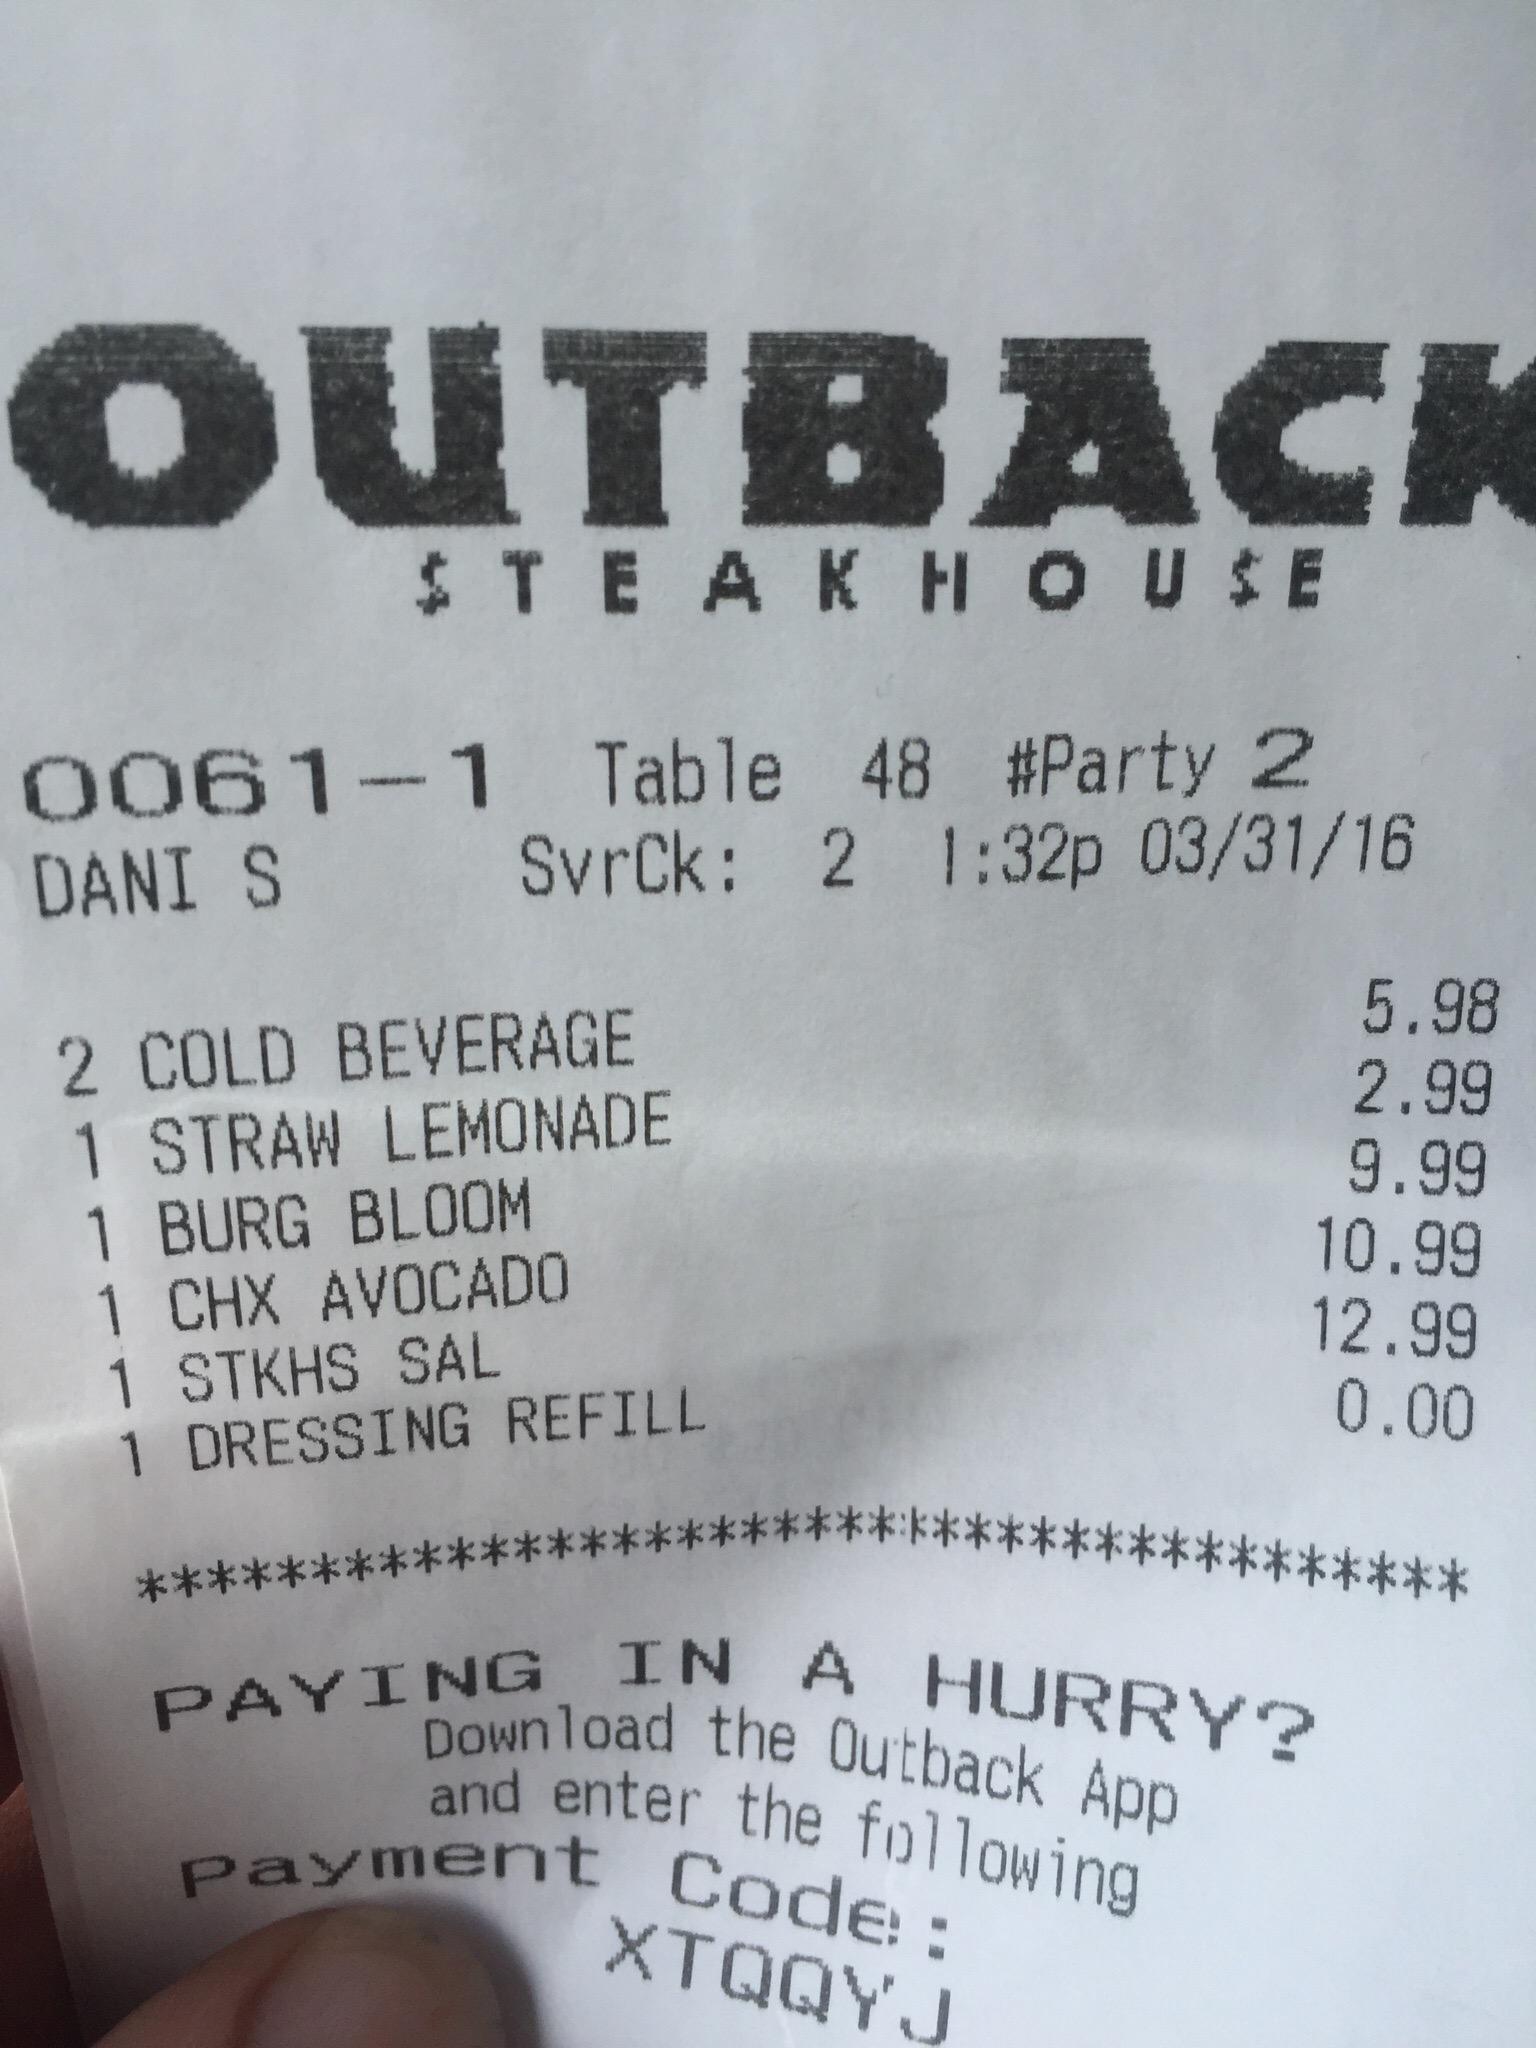 OUTBACK
STEAKHOUSE
0061-1 Table 48 #Party 2
DANI S SvrCk: 2 1:32p 03/31/16
2 COLD BEVERAGE 5.98
1 STRAW LEMONADE 2.99
1 BURG BLOOM 9.99
1 CHX AVOCADO 10.99
1 STKHS SAL 12.99
1 DRESSING REFILL 0.00
****************************************
PAYING IN A HURRY?
Download the Outback App
and enter the following
Payment Code:
XTQQYJ